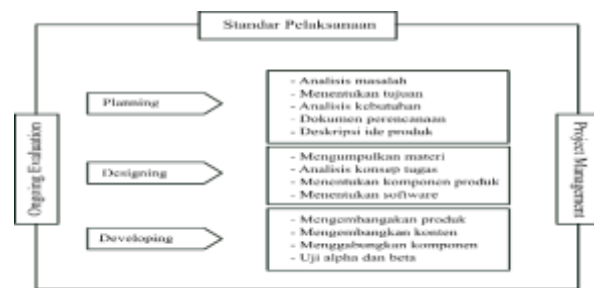 Standar Pelaksanaan
Ongoing Evaluation
Planning
- Analisis masalah
- Menentukan tujuan
- Analisis kebutuhan
- Dokumen perencanaan
- Deskripsi ide produk
Designing
- Mengumpulkan materi
- Analisis konsep tugas
- Menentukan komponen produk
- Menentukan software
Developing
- Mengembangakan produk
- Mengembangkan konten
- Menggabungkan komponen
- Uji alpha dan beta
Project Management